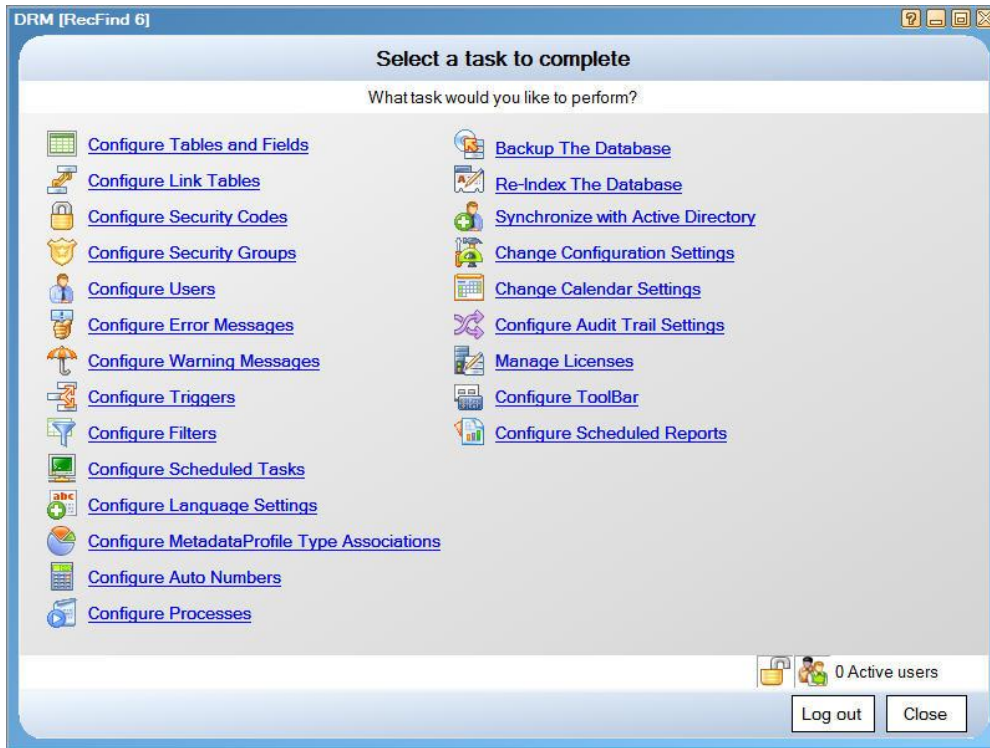 DRM [RecFind 6]
Select a task to complete
What task would you like to perform?
Configure Tables and Fields
Configure Link Tables
Configure Security Codes
Configure Security Groups
Configure Users
Configure Error Messages
Configure Warning Messages
Configure Triggers
Configure Filters
Configure Scheduled Tasks
abc
Configure Language Settings
Configure MetadataProfile Type Associations
Configure Auto Numbers
Configure Processes
Backup The Database
Re-Index The Database
Synchronize with Active Directory
Change Configuration Settings
Change Calendar Settings
Configure Audit Trail Settings
Manage Licenses
Configure ToolBar
Configure Scheduled Reports
0 Active users
Log out
Close